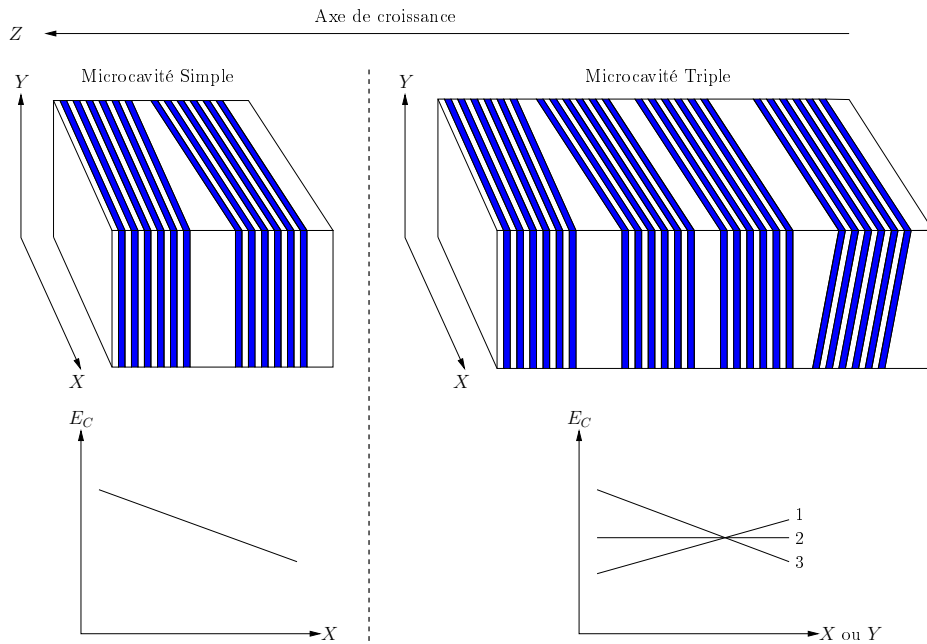 Axe de croissance
Z
Microcavité Simple
Microcavité Triple
Y
Y
X
X
E_C
E_C
1
2
3
X
X ou Y